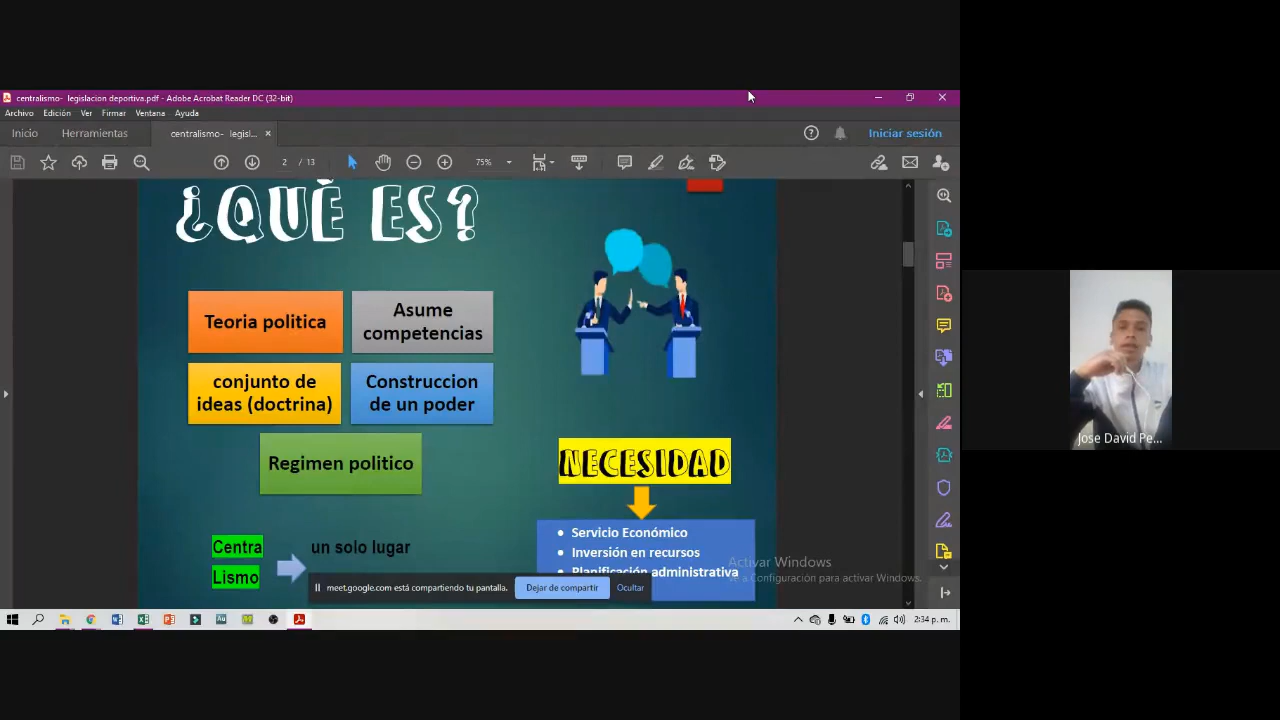 centralismo- legislacion deportiva.pdf - Adobe Acrobat Reader DC (32-bit)
Archivo Edición Ver Firmar Ventana Ayuda
Inicio Herramientas centralismo- legisl... × Iniciar sesión
2 / 13 75%
¿QUÈ ES?
Teoria politica
Asume
competencias
conjunto de
ideas (doctrina)
Construccion
de un poder
Regimen politico
NECESIDAD
Centra
Lismo
un solo lugar
• Servicio Económico
• Inversión en recursos
• Planificación administrativa
Activar Windows
Ve a Configuración para activar Windows.
meet.google.com está compartiendo tu pantalla. Dejar de compartir Ocultar
Jose David Pe...
2:34 p. m.